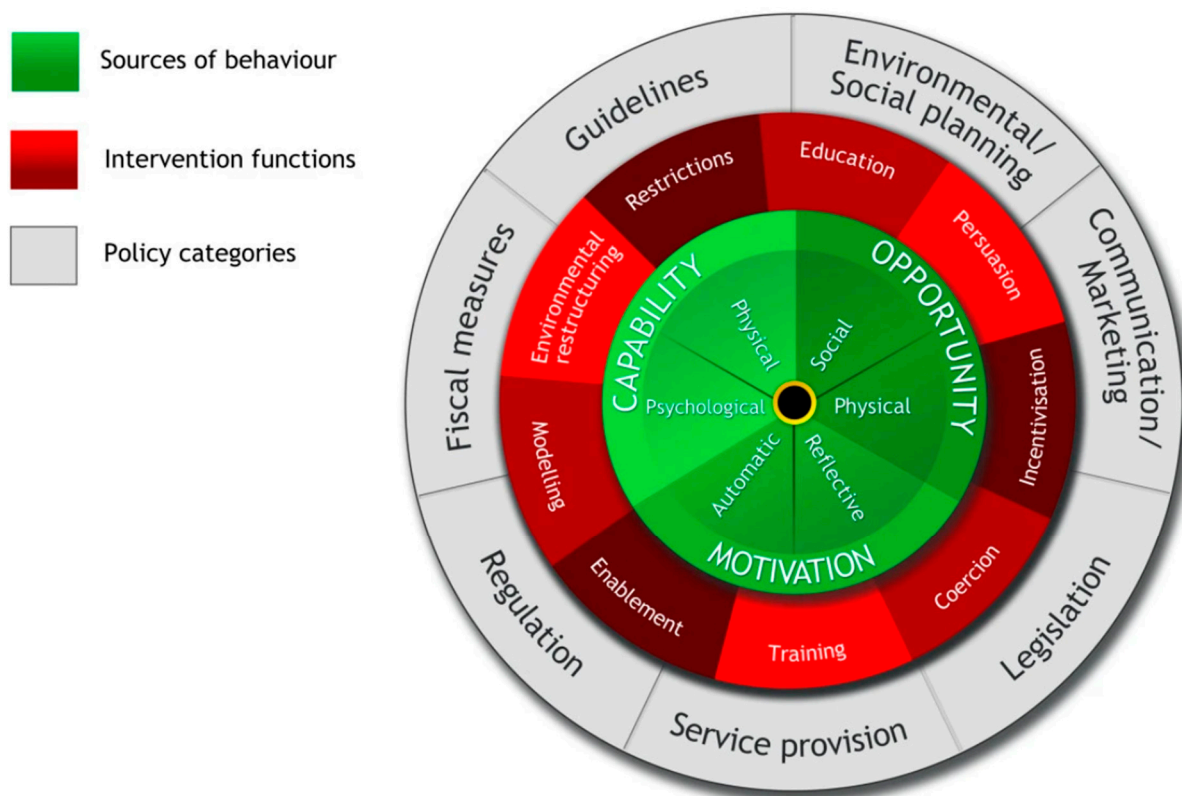 Sources of behaviour
Intervention functions
Policy categories
Guidelines
Environmental/
Social planning
Communication/
Marketing
Legislation
Service provision
Regulation
Fiscal measures
Restrictions
Education
Persuasion
Incentivisation
Coercion
Training
Enablement
Modelling
Environmental
restructuring
CAPABILITY
OPPORTUNITY
MOTIVATION
Physical
Social
Physical
Reflective
Automatic
Psychological